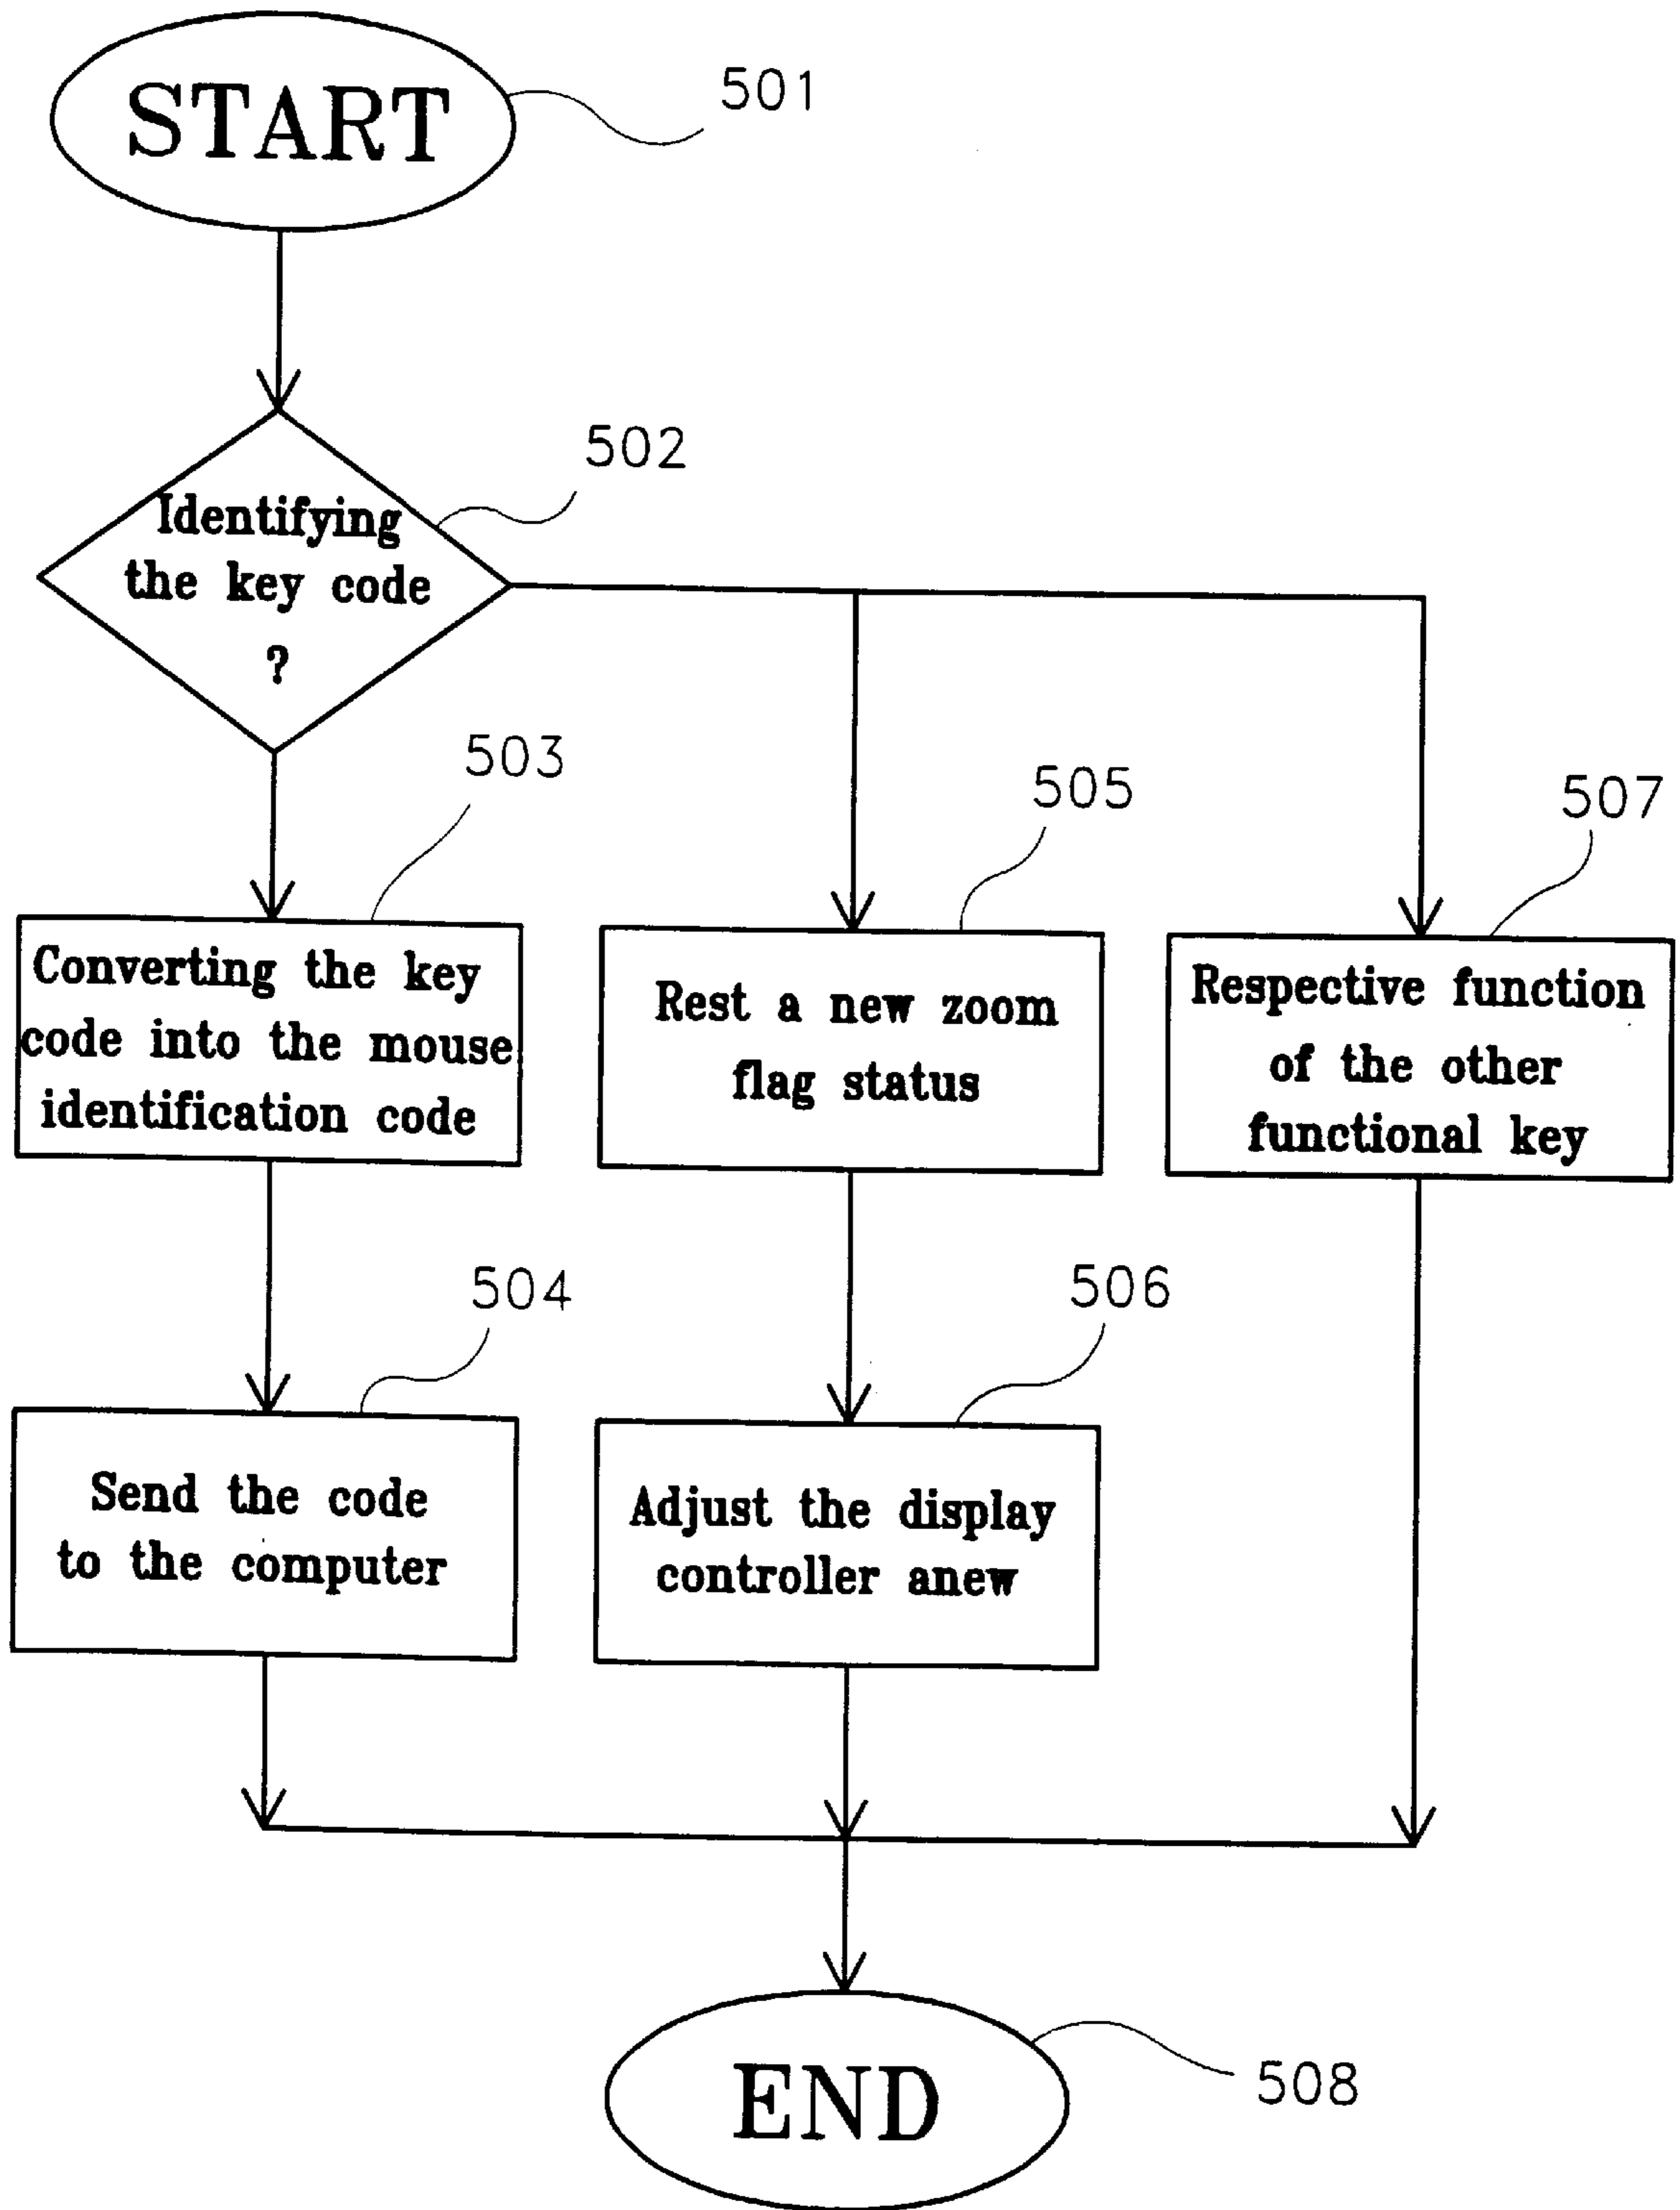 START
501
502
Identifying
the key code
?
503
505
507
Converting the key
code into the mouse
identification code
Rest a new zoom
flag status
Respective function
of the other
functional key
504
506
Send the code
to the computer
Adjust the display
controller anew
END
508